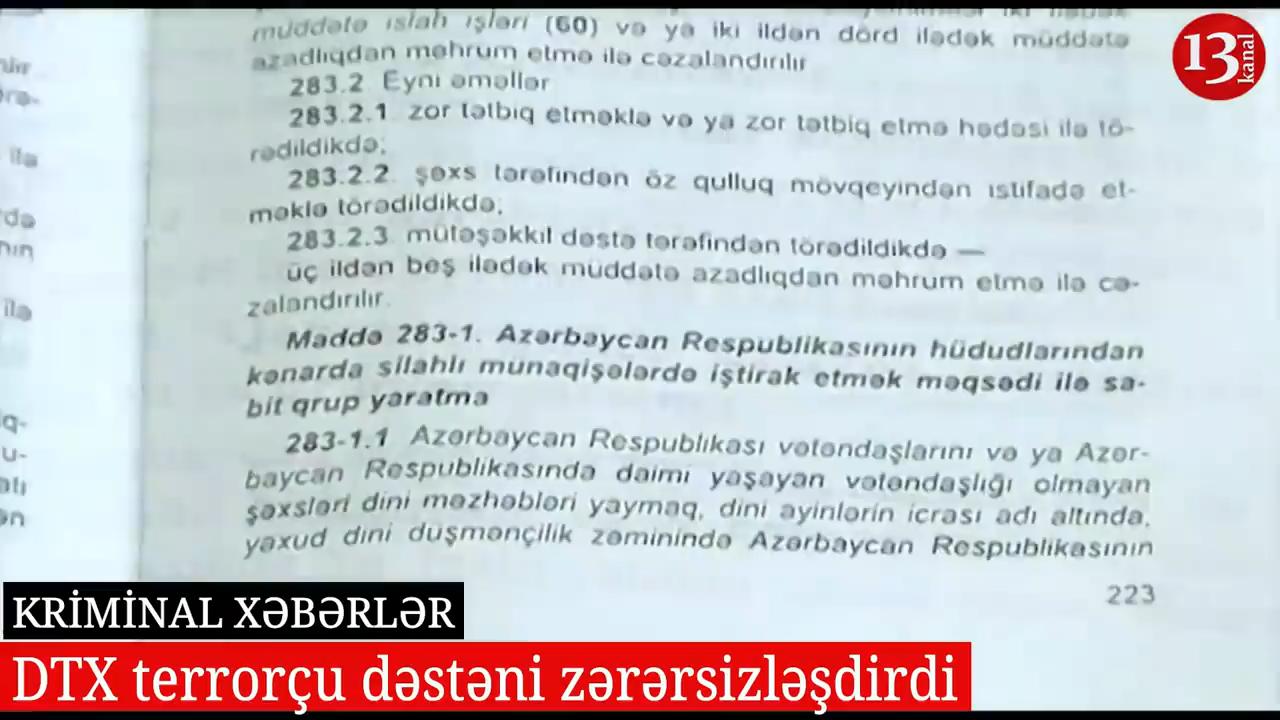 müddətə islah işləri (60) və ya iki ildən dörd ilədək müddətə
azadlıqdan məhrum etmə ilə cəzalandırılır
283.2 Eyni əməllər
283.2.1. zor tətbiq etməklə və ya zor tətbiq etmə hədəsi ilə tö-
rədildikdə;
283.2.2. şəxs tərəfindən öz qulluq mövqeyindən istifadə et-
məklə törədildikdə;
283.2.3. mütəşəkkil dəstə tərəfindən törədildikdə —
üç ildən beş ilədək müddətə azadlıqdan məhrum etmə ilə cə-
zalandırılır.
Maddə 283-1. Azərbaycan Respublikasının hüdudlarından
kənarda silahlı munaqişələrdə iştirak etmək məqsədi ilə sa-
bit qrup yaratma
283-1.1 Azərbaycan Respublikası vətəndaşlarını və ya Azər-
baycan Respublikasında daimi yaşayan vətəndaşlığı olmayan
şəxsləri dini məzhəbləri yaymaq, dini ayinlərin icrası adı altında,
yaxud dini düşmənçilik zəminində Azərbaycan Respublikasının
223
13 kanal
KRİMİNAL XƏBƏRLƏR
DTX terrorçu dəstəni zərərsizləşdirdi